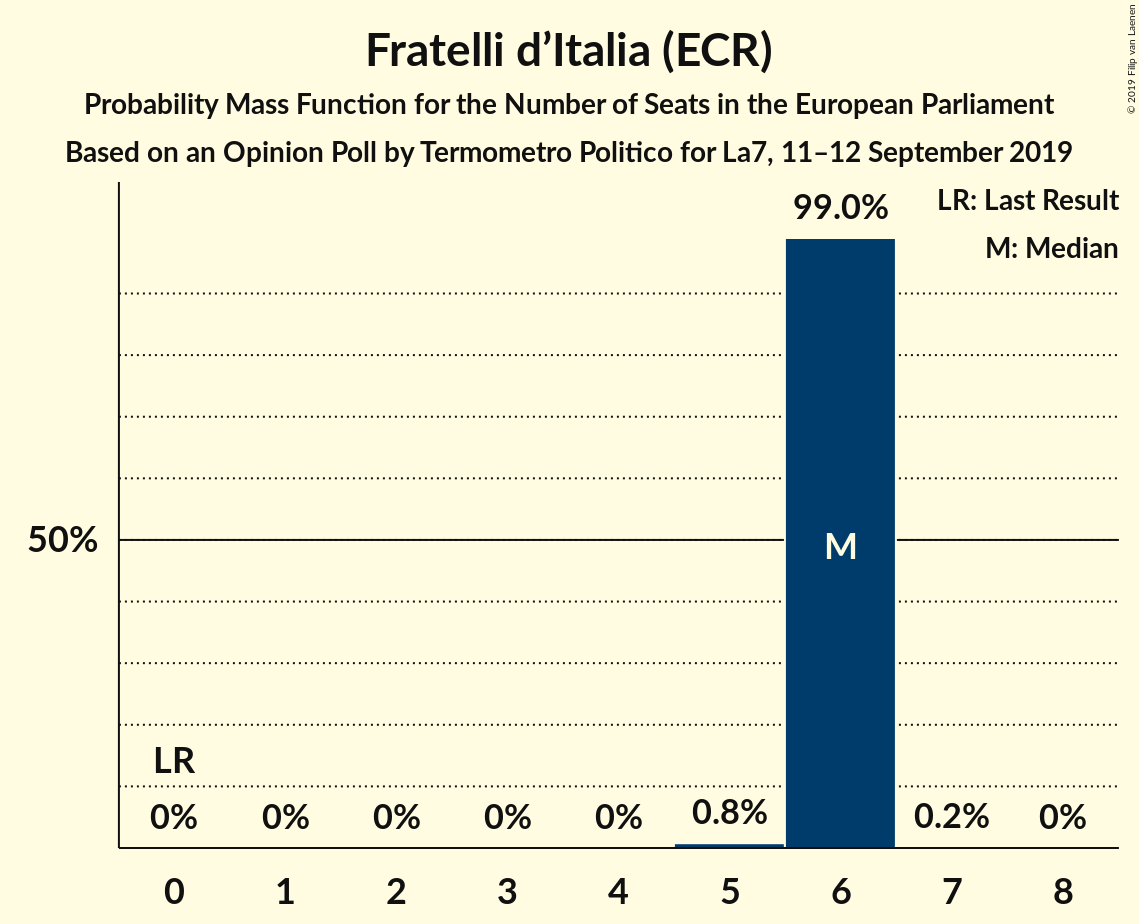 Fratelli d’Italia (ECR)
Probability Mass Function for the Number of Seats in the European Parliament
Based on an Opinion Poll by Termometro Politico for La7, 11–12 September 2019
© 2019 Filip van Laenen
LR: Last Result
M: Median
99.0%
50%
M
LR
0% 0% 0% 0% 0% 0.8% 0.2% 0%
0 1 2 3 4 5 6 7 8